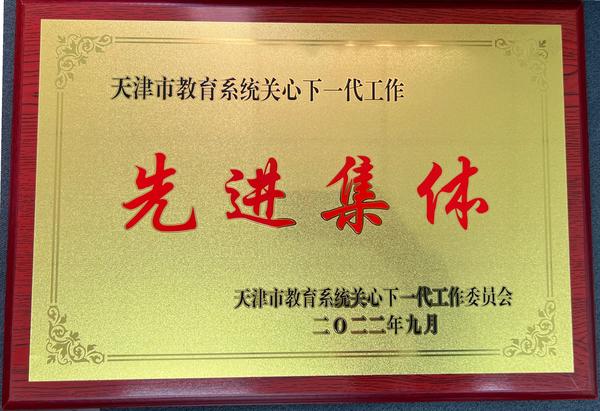 天津市教育系统关心下一代工作
先进集体
天津市教育系统关心下一代工作委员会
二〇二二年九月